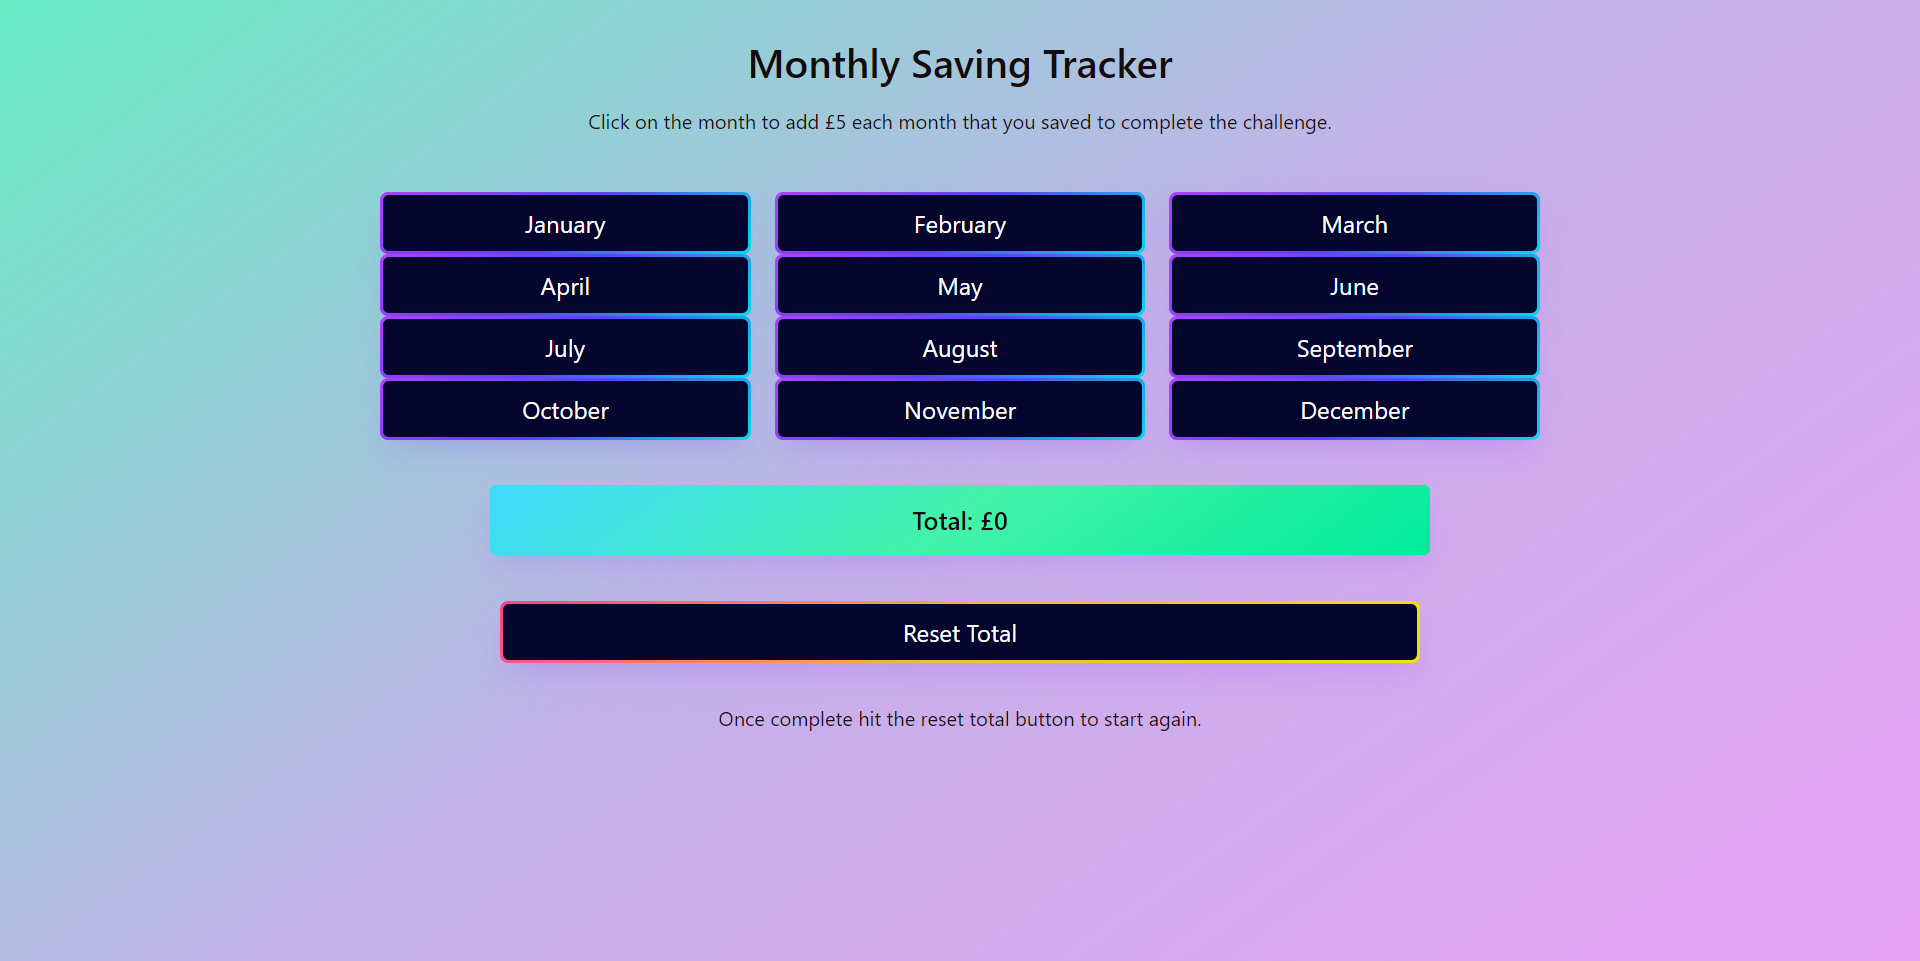 Monthly Saving Tracker
Click on the month to add £5 each month that you saved to complete the challenge.
January
February
March
April
May
June
July
August
September
October
November
December
Total: £0
Reset Total
Once complete hit the reset total button to start again.